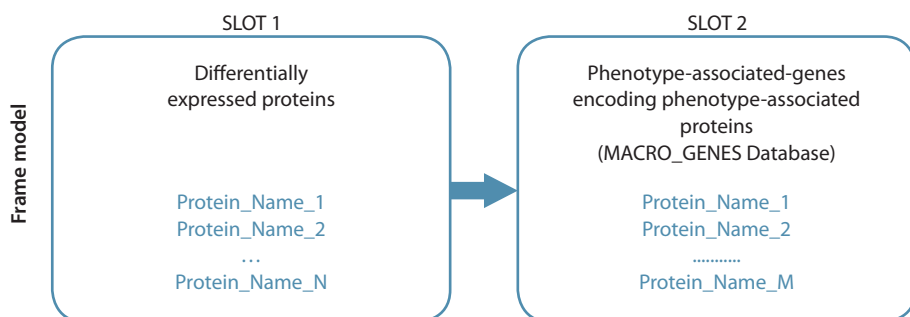 SLOT 1
SLOT 2
Frame model
Differentially
expressed proteins
Protein_Name_1
Protein_Name_2
...
Protein_Name_N
Phenotype-associated-genes
encoding phenotype-associated
proteins
(MACRO_GENES Database)
Protein_Name_1
Protein_Name_2
...........
Protein_Name_M